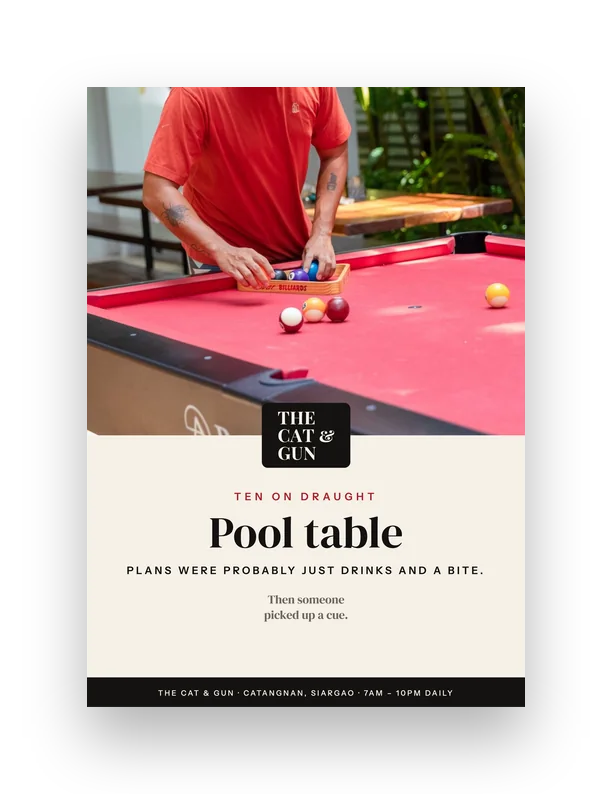 BILLIARDS
THE
CAT &
GUN
TEN ON DRAUGHT
Pool table
PLANS WERE PROBABLY JUST DRINKS AND A BITE.
Then someone
picked up a cue.
THE CAT & GUN · CATANGNAN, SIARGAO · 7AM – 10PM DAILY